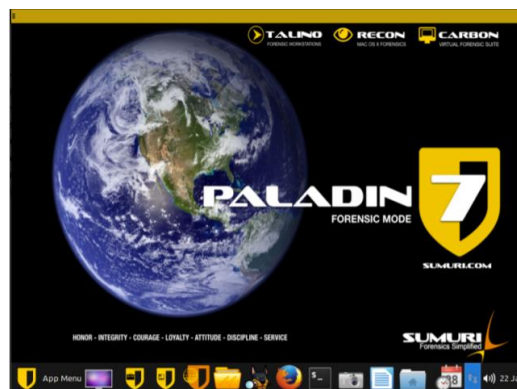 TALINO
FORENSIC WORKSTATIONS
RECON
MAC OS X FORENSICS
CARBON
VIRTUAL FORENSIC SUITE
PALADIN 7
FORENSIC MODE
SUMURI.COM
HONOR - INTEGRITY - COURAGE - LOYALTY - ATTITUDE - DISCIPLINE - SERVICE
SUMURI
Forensics Simplified
App Menu
22 Ja